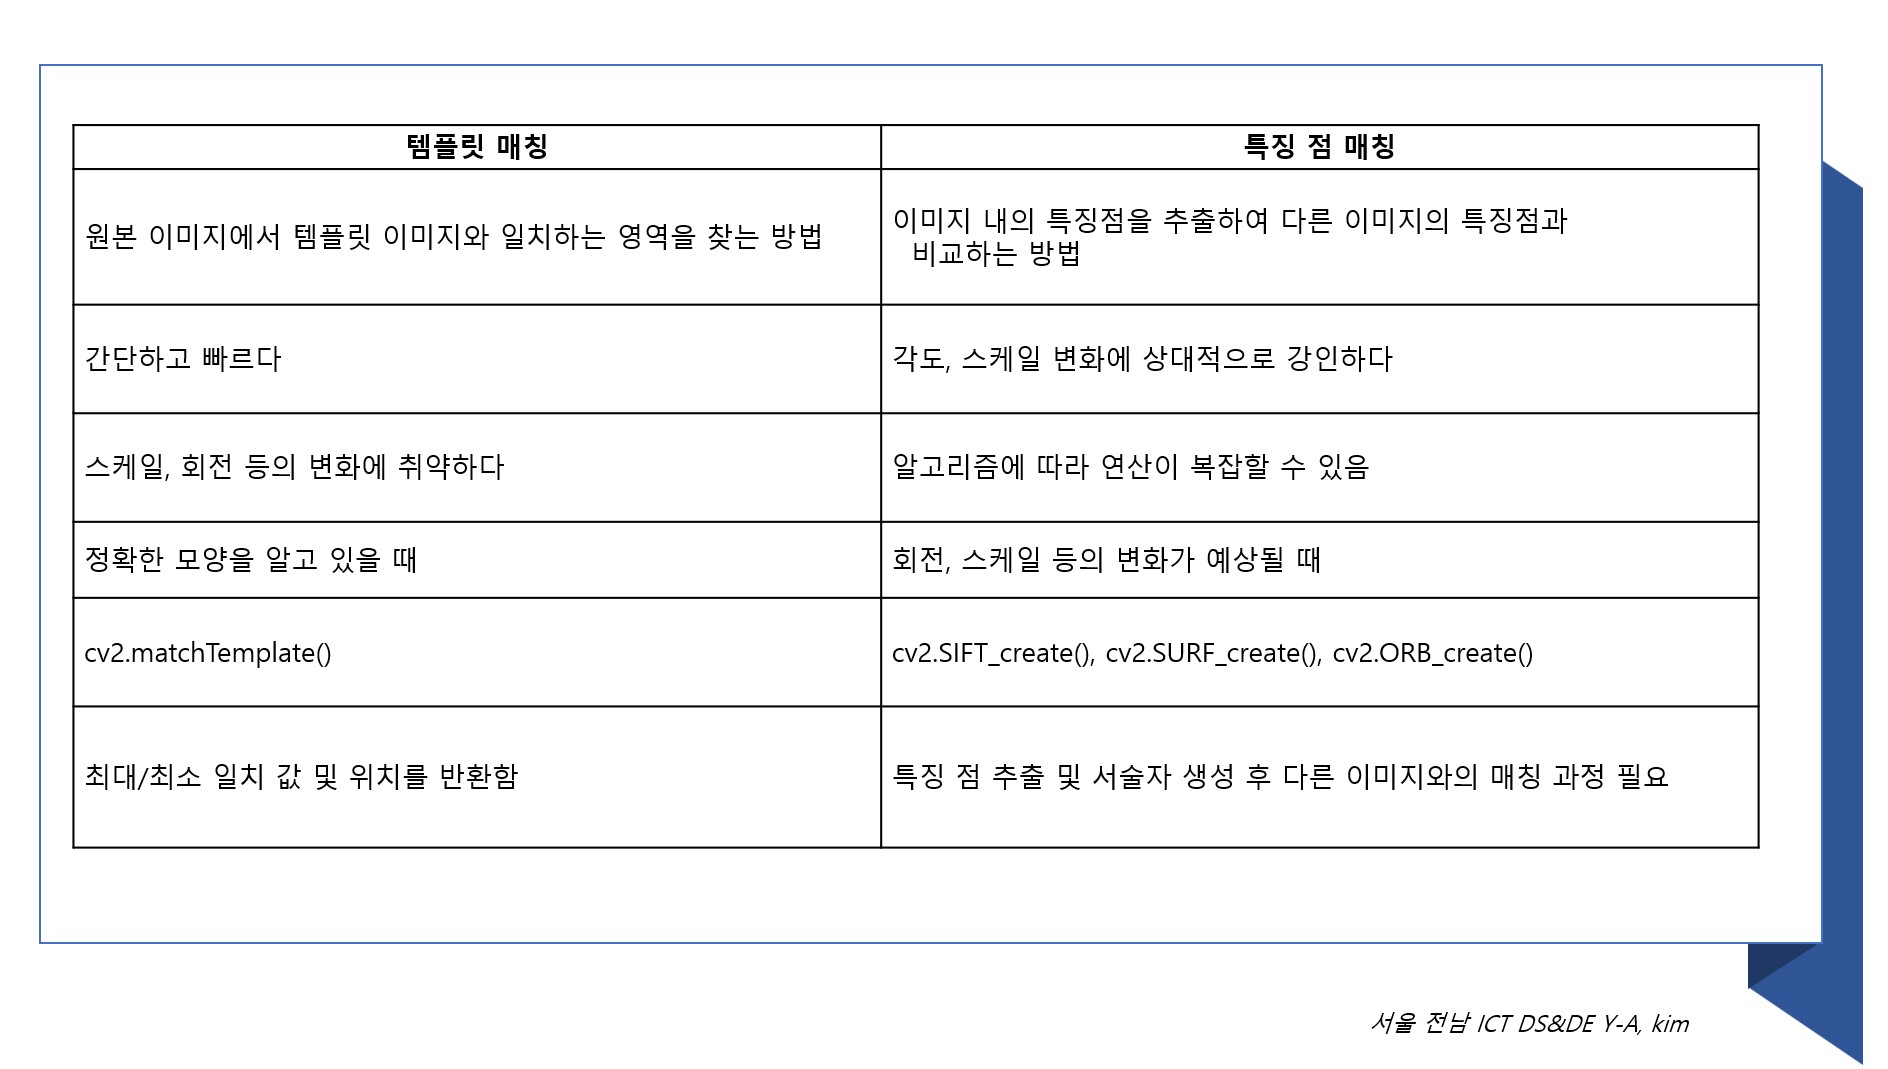 템플릿 매칭
특징 점 매칭
원본 이미지에서 템플릿 이미지와 일치하는 영역을 찾는 방법
이미지 내의 특징점을 추출하여 다른 이미지의 특징점과
비교하는 방법
간단하고 빠르다
각도, 스케일 변화에 상대적으로 강인하다
스케일, 회전 등의 변화에 취약하다
알고리즘에 따라 연산이 복잡할 수 있음
정확한 모양을 알고 있을 때
회전, 스케일 등의 변화가 예상될 때
cv2.matchTemplate()
cv2.SIFT_create(), cv2.SURF_create(), cv2.ORB_create()
최대/최소 일치 값 및 위치를 반환함
특징 점 추출 및 서술자 생성 후 다른 이미지와의 매칭 과정 필요
서울 전남 ICT DS&DE Y-A, kim